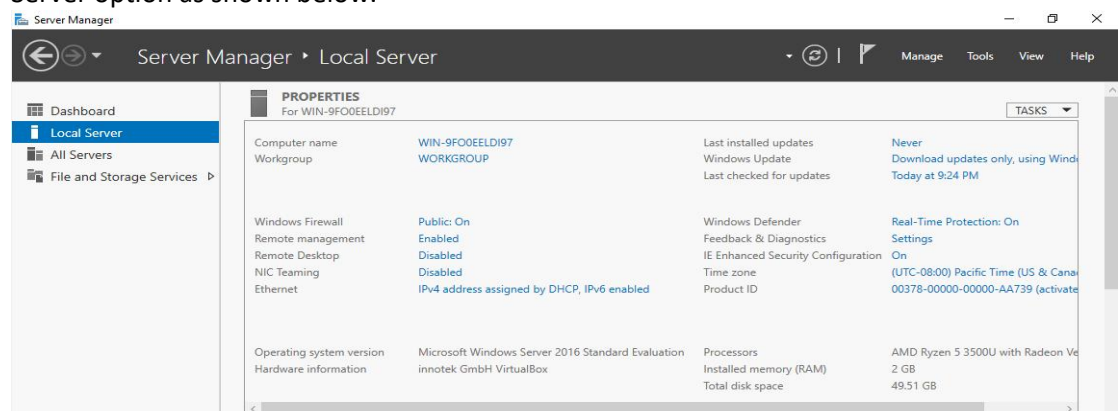 Server option as shown below.
Server Manager
Server Manager ‣ Local Server
Manage Tools View Help
Dashboard
Local Server
All Servers
File and Storage Services
PROPERTIES
For WIN-9FO0EELDI97
TASKS
Computer name WIN-9FO0EELDI97 Last installed updates Never
Workgroup WORKGROUP Windows Update Download updates only, using Wind
Last checked for updates Today at 9:24 PM
Windows Firewall Public: On Windows Defender Real-Time Protection: On
Remote management Enabled Feedback & Diagnostics Settings
Remote Desktop Disabled IE Enhanced Security Configuration On
NIC Teaming Disabled Time zone (UTC-08:00) Pacific Time (US & Cana
Ethernet IPv4 address assigned by DHCP, IPv6 enabled Product ID 00378-00000-00000-AA739 (activate
Operating system version Microsoft Windows Server 2016 Standard Evaluation Processors AMD Ryzen 5 3500U with Radeon Ve
Hardware information innotek GmbH VirtualBox Installed memory (RAM) 2 GB
Total disk space 49.51 GB